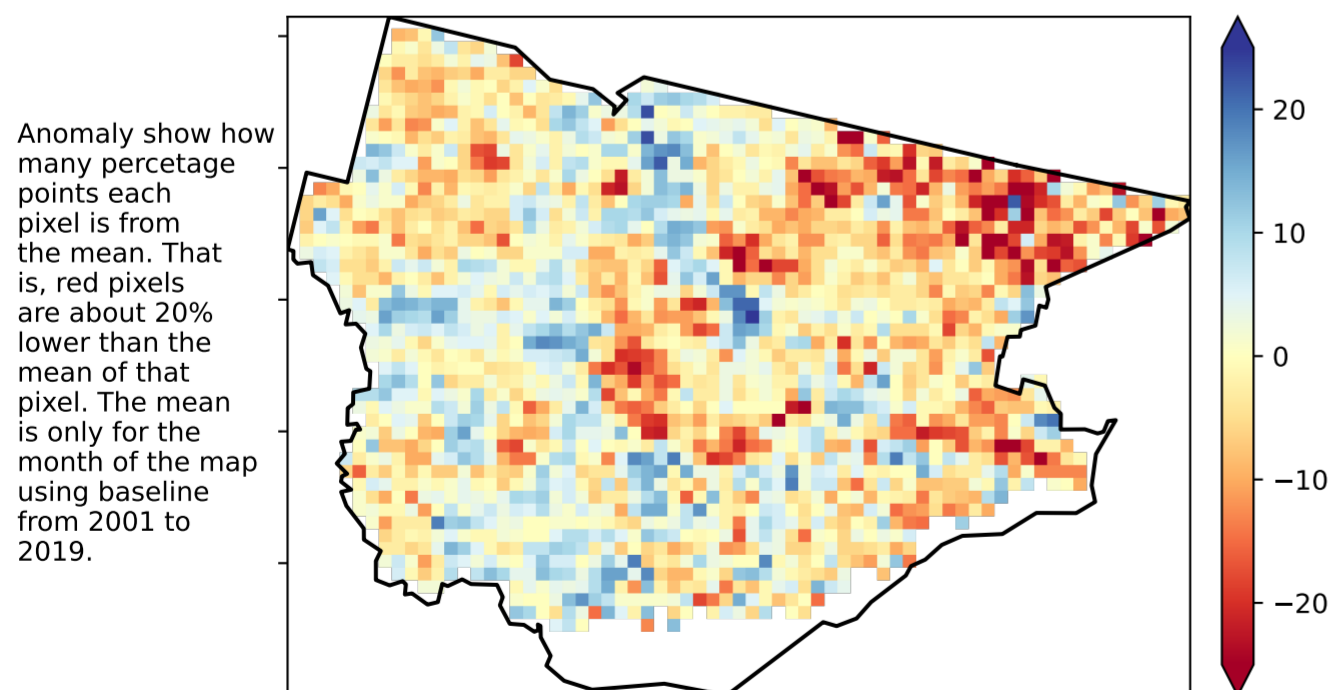 Anomaly show how
many percetage
points each
pixel is from
the mean. That
is, red pixels
are about 20%
lower than the
mean of that
pixel. The mean
is only for the
month of the map
using baseline
from 2001 to
2019.
20
10
0
−10
−20